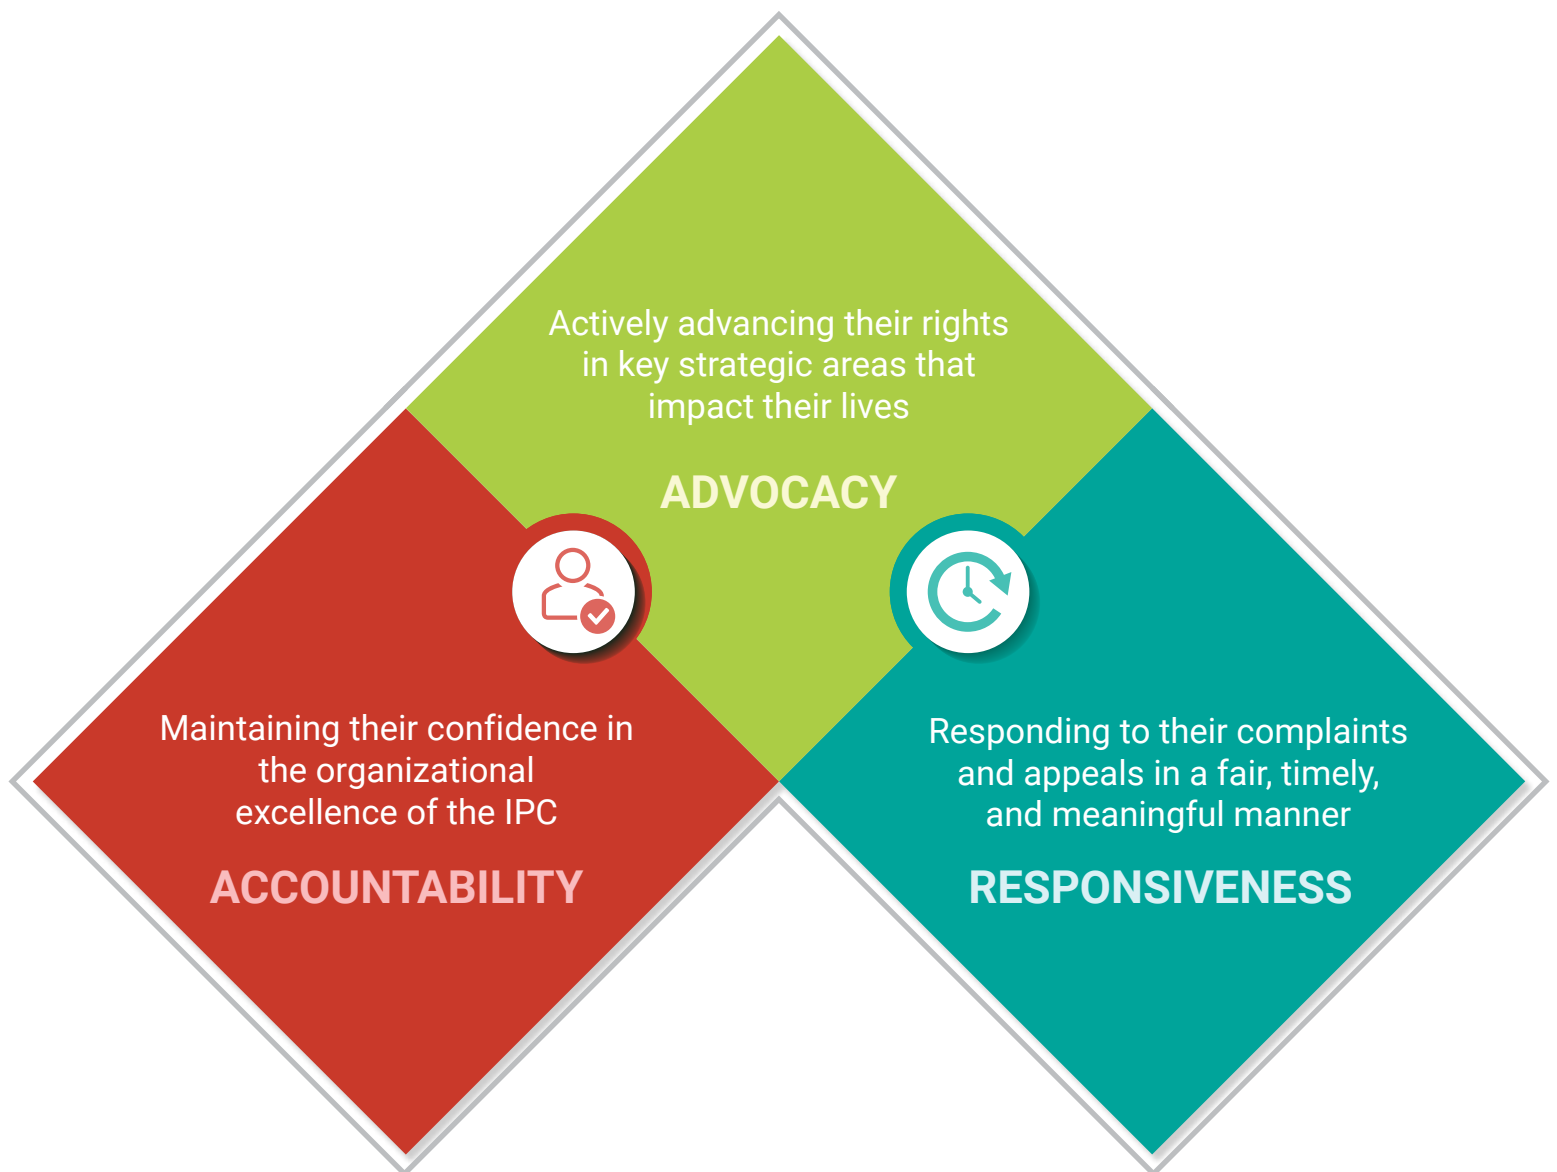 Actively advancing their rights
in key strategic areas that
impact their lives
ADVOCACY
Maintaining their confidence in
the organizational
excellence of the IPC
ACCOUNTABILITY
Responding to their complaints
and appeals in a fair, timely,
and meaningful manner
RESPONSIVENESS